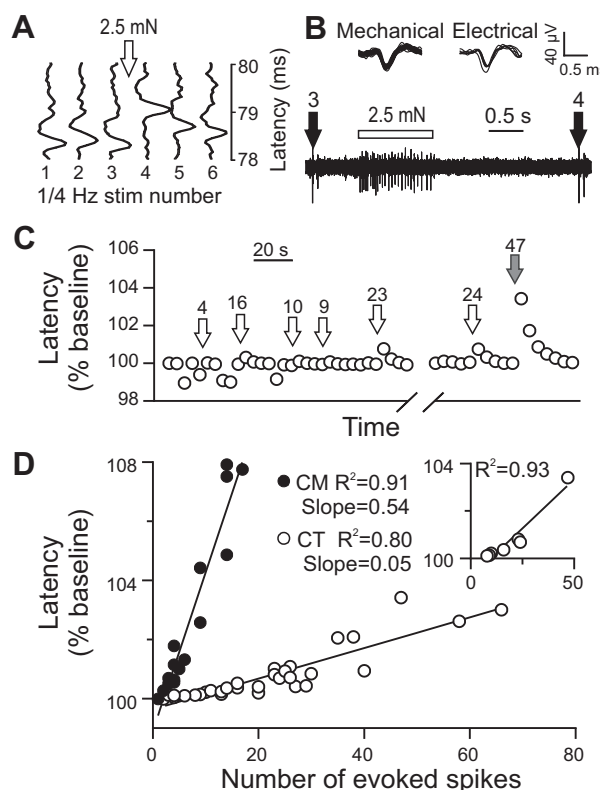 A
2.5 mN
80
79
78
Latency (ms)
1 2 3 4 5 6
1/4 Hz stim number
B
Mechanical Electrical
40 μV
0.5 m
3
2.5 mN
0.5 s
4
C
106
104
102
100
98
Latency
(% baseline)
20 s
4
16
10
9
23
24
47
Time
D
108
104
100
Latency
(% baseline)
CM R²=0.91
Slope=0.54
CT R²=0.80
Slope=0.05
104
100
R²=0.93
0 50
0 20 40 60 80
Number of evoked spikes